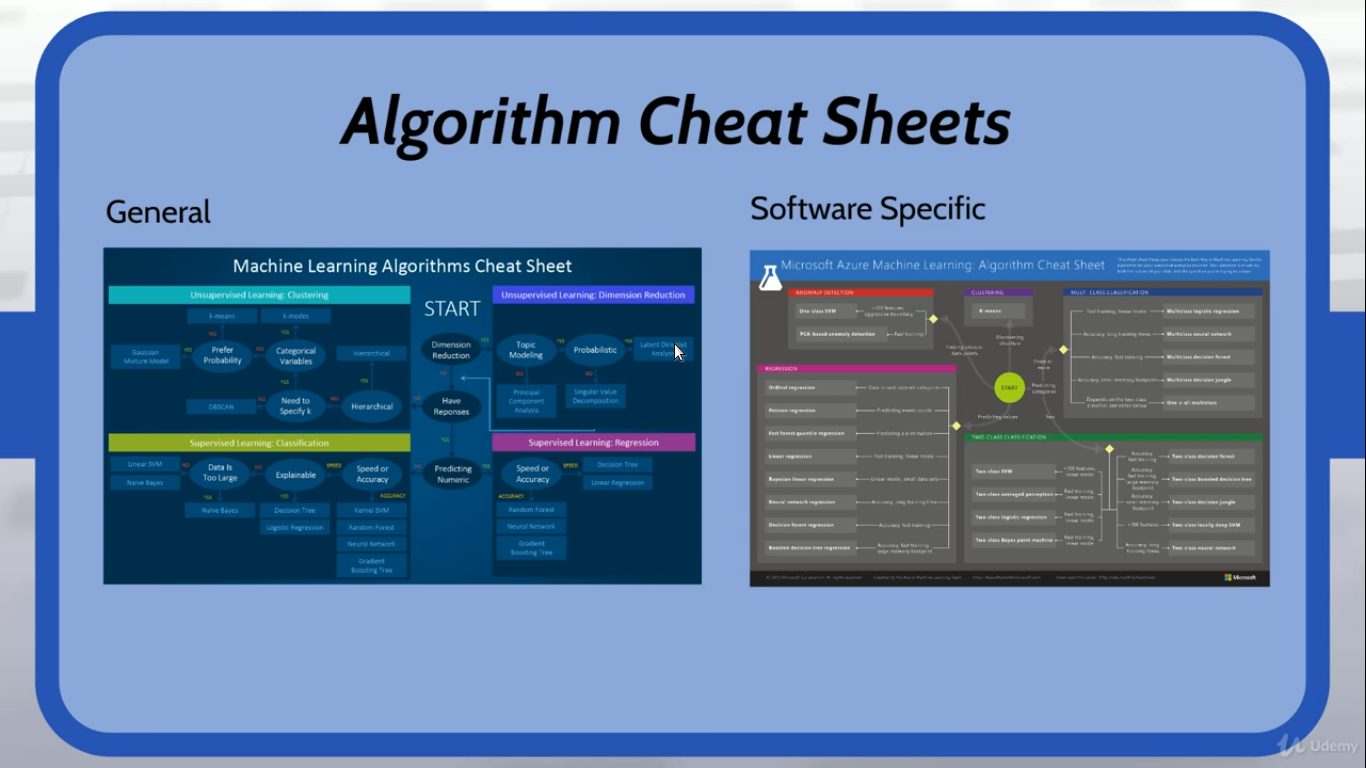 Algorithm Cheat Sheets
General
Software Specific
Machine Learning Algorithms Cheat Sheet
Unsupervised Learning: Clustering
START
Unsupervised Learning: Dimension Reduction
k-means
k-modes
NO
YES
Gaussian
Mixture Model
YES
Prefer
Probability
NO
Categorical
Variables
Hierarchical
YES
YES
DBSCAN
NO
Need to
Specify k
NO
Hierarchical
Dimension
Reduction
YES
Topic
Modeling
YES
Probabilistic
YES
NO
NO
NO
Principal
Component
Analysis
Singular Value
Decomposition
Have
Reponses
YES
Supervised Learning: Classification
Supervised Learning: Regression
Linear SVM
Naive Bayes
NO
Data Is
Too Large
NO
Explainable
SPEED
Speed or
Accuracy
NO
Predicting
Numeric
YES
Speed or
Accuracy
SPEED
Decision Tree
Linear Regression
YES
YES
ACCURACY
ACCURACY
Naive Bayes
Decision Tree
Logistic Regression
Kernel SVM
Random Forest
Neural Network
Gradient
Boosting Tree
Random Forest
Neural Network
Gradient
Boosting Tree
Microsoft Azure Machine Learning: Algorithm Cheat Sheet
ANOMALY DETECTION
One-class SVM
>100 features,
aggressive boundary
PCA-based anomaly detection
Fast training
CLUSTERING
K-means
Discovering
structure
MULTI-CLASS CLASSIFICATION
Fast training, linear model
Multiclass logistic regression
Accuracy, long training times
Multiclass neural network
Accuracy, fast training
Multiclass decision forest
Accuracy, small memory footprint
Multiclass decision jungle
Depends on the two-class
classifier, see notes below
One-v-all multiclass
Finding unusual
data points
START
Three or
more
Predicting
categories
Predicting values
Two
REGRESSION
Ordinal regression
Data in rank ordered categories
Poisson regression
Predicting event counts
Fast forest quantile regression
Predicting a distribution
Linear regression
Fast training, linear model
Bayesian linear regression
Linear model, small data sets
Neural network regression
Accuracy, long training time
Decision forest regression
Accuracy, fast training
Boosted decision tree regression
Accuracy, fast training,
large memory footprint
TWO-CLASS CLASSIFICATION
Two-class SVM
>100 features,
linear model
Two-class averaged perceptron
Fast training,
linear model
Two-class logistic regression
Fast training,
linear model
Two-class Bayes point machine
Fast training,
linear model
Accuracy,
fast training
Two-class decision forest
Accuracy,
fast training,
large memory
footprint
Two-class boosted decision tree
Accuracy,
small memory
footprint
Two-class decision jungle
>100 features
Two-class locally deep SVM
Accuracy, long
training times
Two-class neural network
Microsoft
Udemy